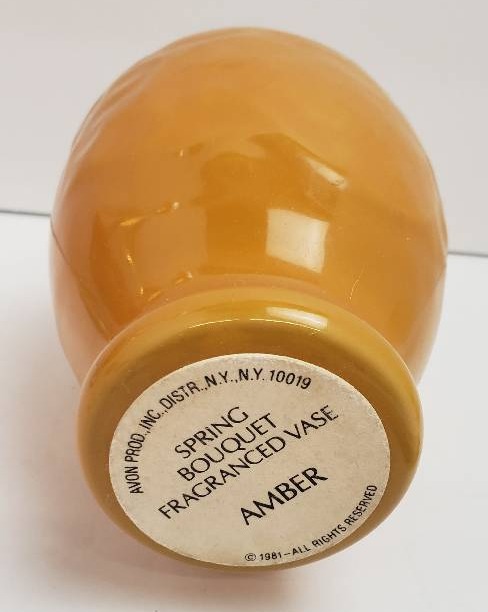 AVON PROD., INC., DISTR., N.Y., N.Y. 10019
SPRING
BOUQUET
FRAGRANCED VASE
AMBER
© 1981-ALL RIGHTS RESERVED